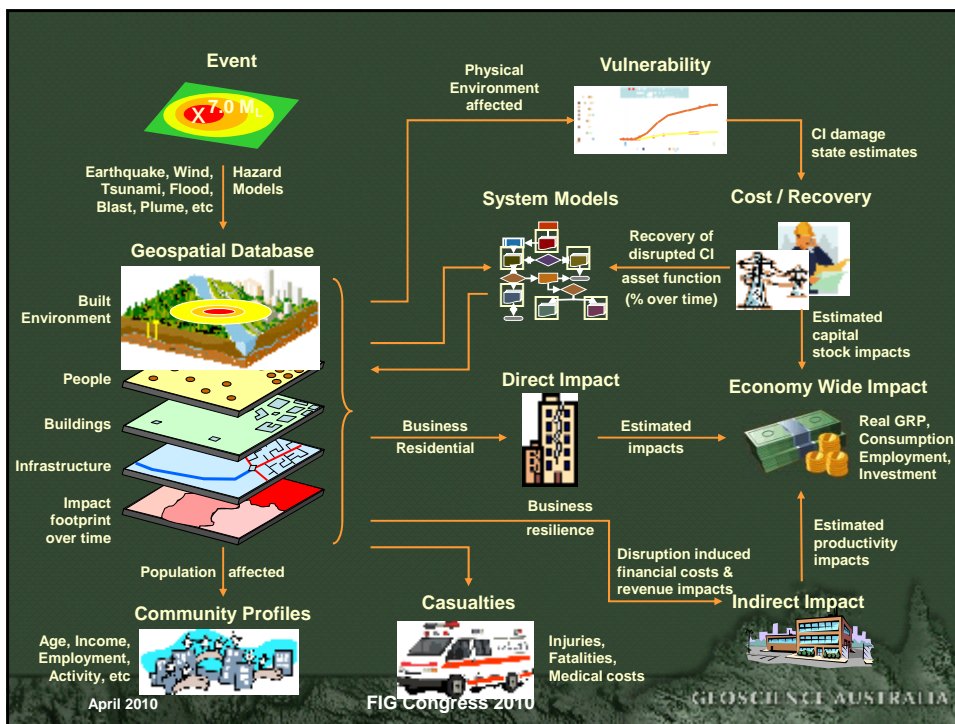 Event
X 7.0 ML
Earthquake, Wind,
Tsunami, Flood,
Blast, Plume, etc
Hazard
Models
Geospatial Database
Built
Environment
People
Buildings
Infrastructure
Impact
footprint
over time
Population affected
Community Profiles
Age, Income,
Employment,
Activity, etc
Physical
Environment
affected
Vulnerability
CI damage
state estimates
System Models
Recovery of
disrupted CI
asset function
(% over time)
Cost / Recovery
Estimated
capital
stock impacts
Direct Impact
Business
Residential
Estimated
impacts
Economy Wide Impact
Real GRP,
Consumption
Employment,
Investment
Business
resilience
Disruption induced
financial costs &
revenue impacts
Estimated
productivity
impacts
Indirect Impact
Casualties
Injuries,
Fatalities,
Medical costs
April 2010
FIG Congress 2010
GEOSCIENCE AUSTRALIA